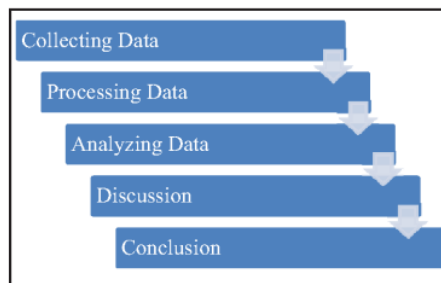 Collecting Data
Processing Data
Analyzing Data
Discussion
Conclusion